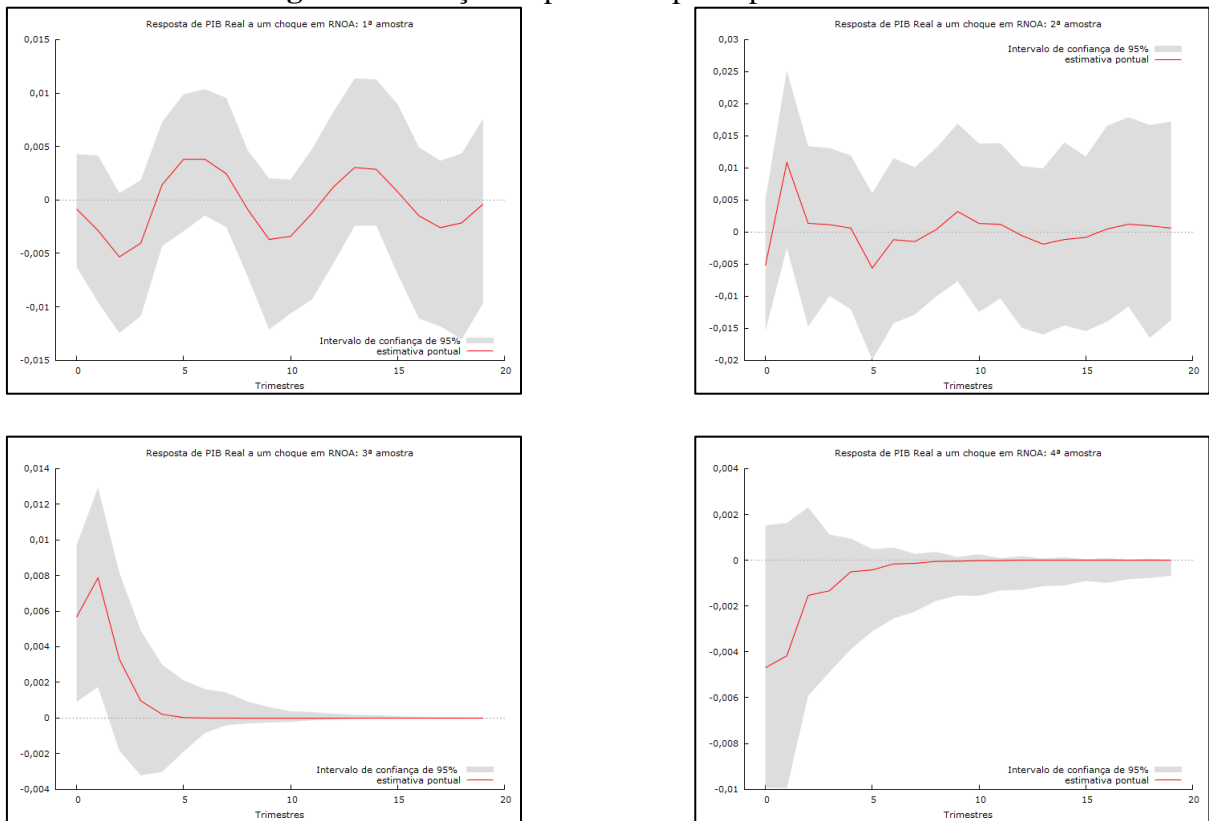 Resposta de PIB Real a um choque em RNOA: 1ª amostra
0,015
0,01
0,005
0
-0,005
-0,01
-0,015
Intervalo de confiança de 95%
estimativa pontual
0 5 10 15 20
Trimestres
Resposta de PIB Real a um choque em RNOA: 2ª amostra
0,03
0,025
0,02
0,015
0,01
0,005
0
-0,005
-0,01
-0,015
-0,02
Intervalo de confiança de 95%
estimativa pontual
0 5 10 15 20
Trimestres
Resposta de PIB Real a um choque em RNOA: 3ª amostra
0,014
0,012
0,01
0,008
0,006
0,004
0,002
0
-0,002
-0,004
Intervalo de confiança de 95%
estimativa pontual
0 5 10 15 20
Trimestres
Resposta de PIB Real a um choque em RNOA: 4ª amostra
0,004
0,002
0
-0,002
-0,004
-0,006
-0,008
-0,01
Intervalo de confiança de 95%
estimativa pontual
0 5 10 15 20
Trimestres